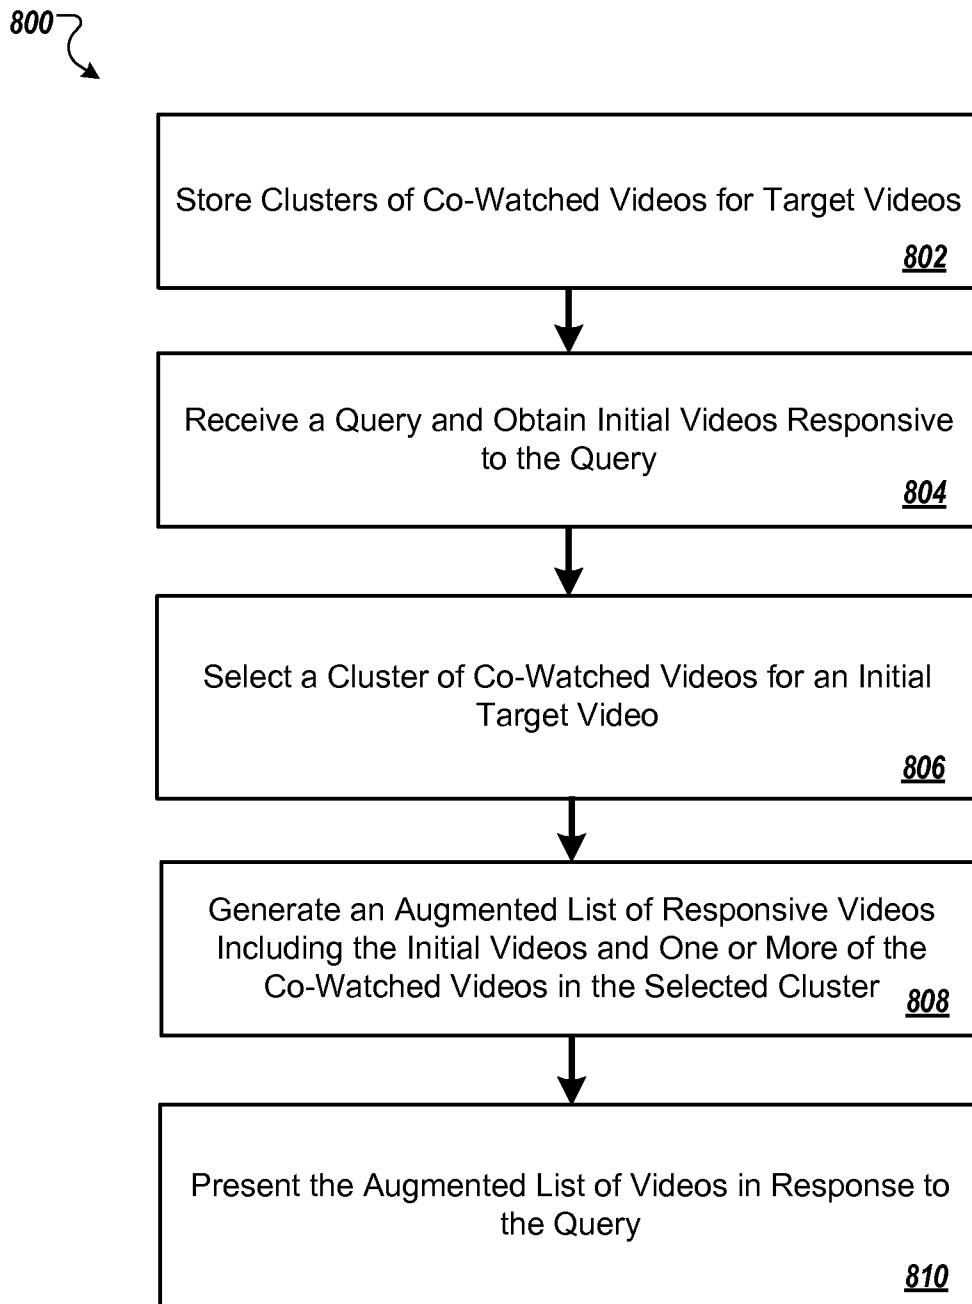 800
Store Clusters of Co-Watched Videos for Target Videos
802
Receive a Query and Obtain Initial Videos Responsive
to the Query
804
Select a Cluster of Co-Watched Videos for an Initial
Target Video
806
Generate an Augmented List of Responsive Videos
Including the Initial Videos and One or More of the
Co-Watched Videos in the Selected Cluster
808
Present the Augmented List of Videos in Response to
the Query
810